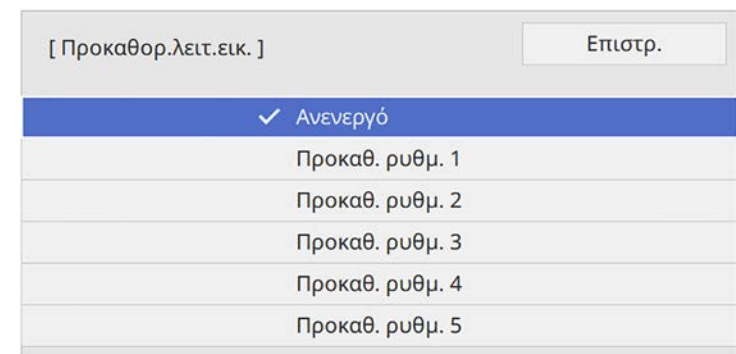 [ Προκαθορ.λειτ.εικ. ]
Επιστρ.
Ανενεργό
Προκαθ. ρυθμ. 1
Προκαθ. ρυθμ. 2
Προκαθ. ρυθμ. 3
Προκαθ. ρυθμ. 4
Προκαθ. ρυθμ. 5